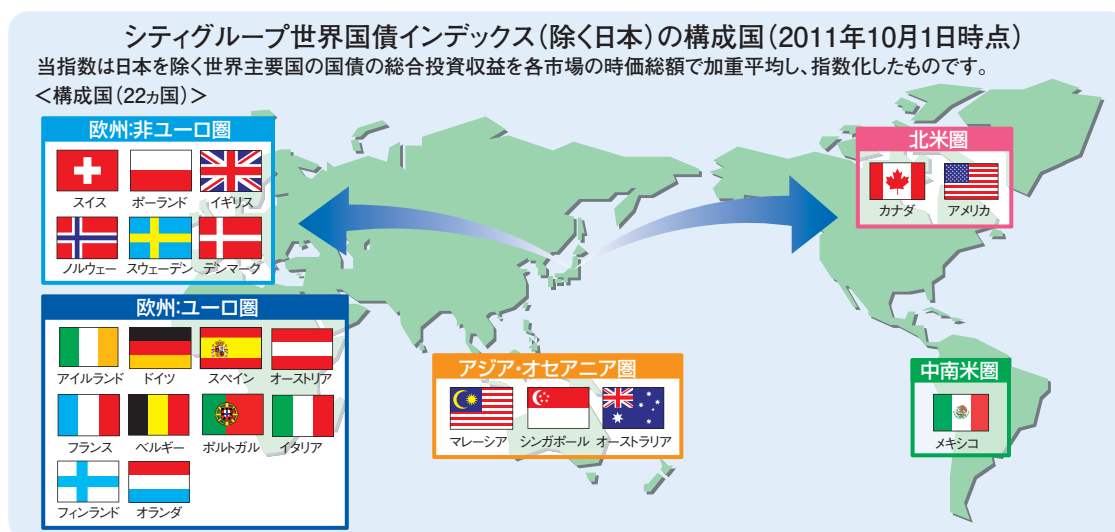 シティグループ世界国債インデックス（除く日本）の構成国（2011年10月1日時点）
当指数は日本を除く世界主要国の国債の総合投資収益を各市場の時価総額で加重平均し、指数化したものです。
＜構成国（22ヵ国）＞
欧州:非ユーロ圏
スイス ポーランド イギリス
ノルウェー スウェーデン デンマーク
欧州:ユーロ圏
アイルランド ドイツ スペイン オーストリア
フランス ベルギー ポルトガル イタリア
フィンランド オランダ
アジア・オセアニア圏
マレーシア シンガポール オーストラリア
北米圏
カナダ アメリカ
中南米圏
メキシコ